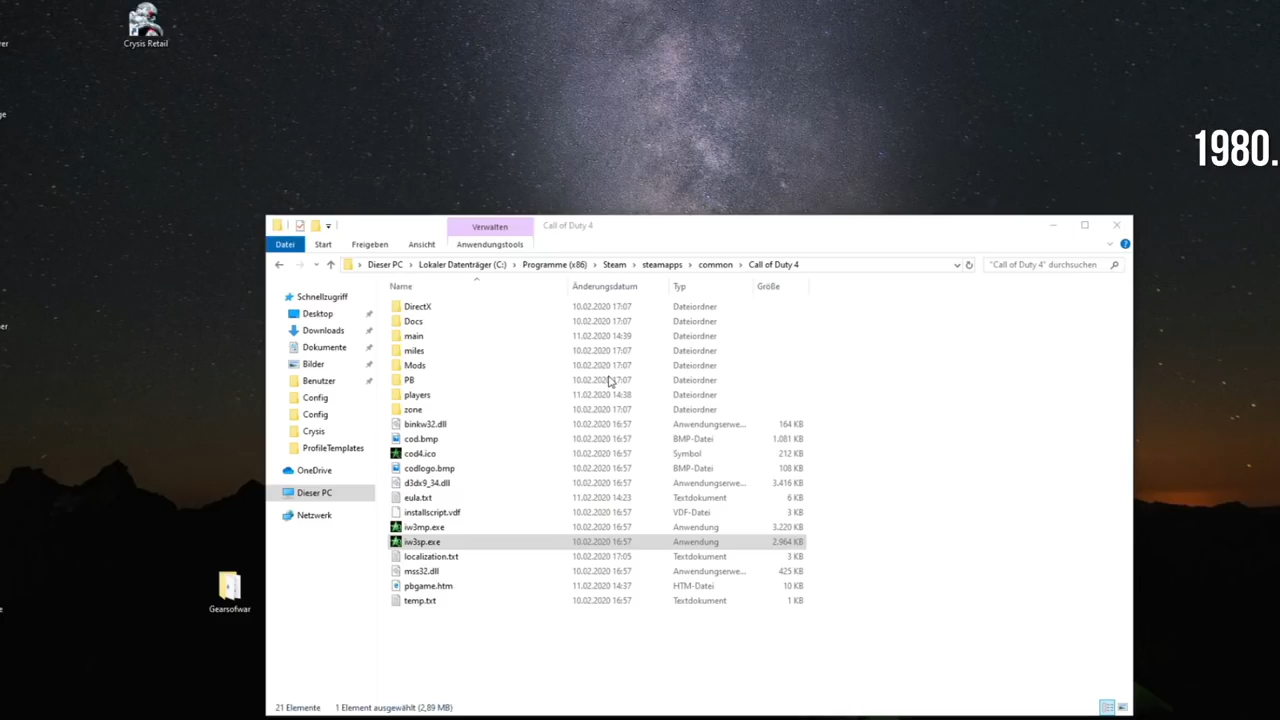 Crysis Retail
1980.
Verwalten
Call of Duty 4
Datei
Start
Freigeben
Ansicht
Anwendungstools
Dieser PC
Lokaler Datenträger (C:)
Programme (x86)
Steam
steamapps
common
Call of Duty 4
"Call of Duty 4" durchsuchen
Name
Änderungsdatum
Typ
Größe
Schnellzugriff
Desktop
Downloads
Dokumente
Bilder
Benutzer
Config
Config
Crysis
ProfileTemplates
OneDrive
Dieser PC
Netzwerk
DirectX 10.02.2020 17:07 Dateiordner
Docs 10.02.2020 17:07 Dateiordner
main 11.02.2020 14:39 Dateiordner
miles 10.02.2020 17:07 Dateiordner
Mods 10.02.2020 17:07 Dateiordner
PB 10.02.2020 17:07 Dateiordner
players 11.02.2020 14:38 Dateiordner
zone 10.02.2020 17:07 Dateiordner
binkw32.dll 10.02.2020 16:57 Anwendungserwe... 164 KB
cod.bmp 10.02.2020 16:57 BMP-Datei 1.081 KB
cod4.ico 10.02.2020 16:57 Symbol 212 KB
codlogo.bmp 10.02.2020 16:57 BMP-Datei 108 KB
d3dx9_34.dll 10.02.2020 16:57 Anwendungserwe... 3.416 KB
eula.txt 11.02.2020 14:23 Textdokument 6 KB
installscript.vdf 10.02.2020 16:57 VDF-Datei 3 KB
iw3mp.exe 10.02.2020 16:57 Anwendung 3.220 KB
iw3sp.exe 10.02.2020 16:57 Anwendung 2.964 KB
localization.txt 10.02.2020 17:05 Textdokument 3 KB
mss32.dll 10.02.2020 16:57 Anwendungserwe... 425 KB
pbgame.htm 11.02.2020 14:37 HTM-Datei 10 KB
temp.txt 10.02.2020 16:57 Textdokument 1 KB
Gearsofwar
21 Elemente
1 Element ausgewählt (2,89 MB)